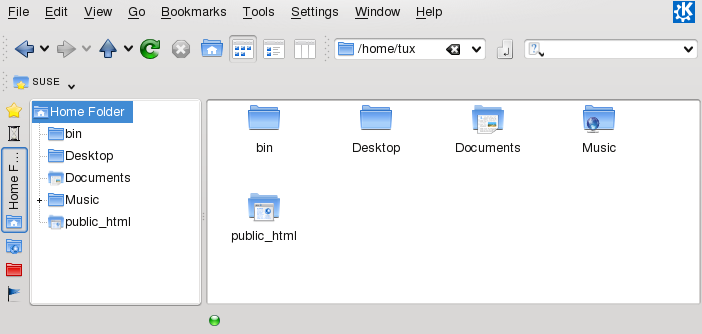 File Edit View Go Bookmarks Tools Settings Window Help
/home/tux
SUSE
Home F...
Home Folder
bin
Desktop
Documents
Music
public_html
bin Desktop Documents Music
public_html